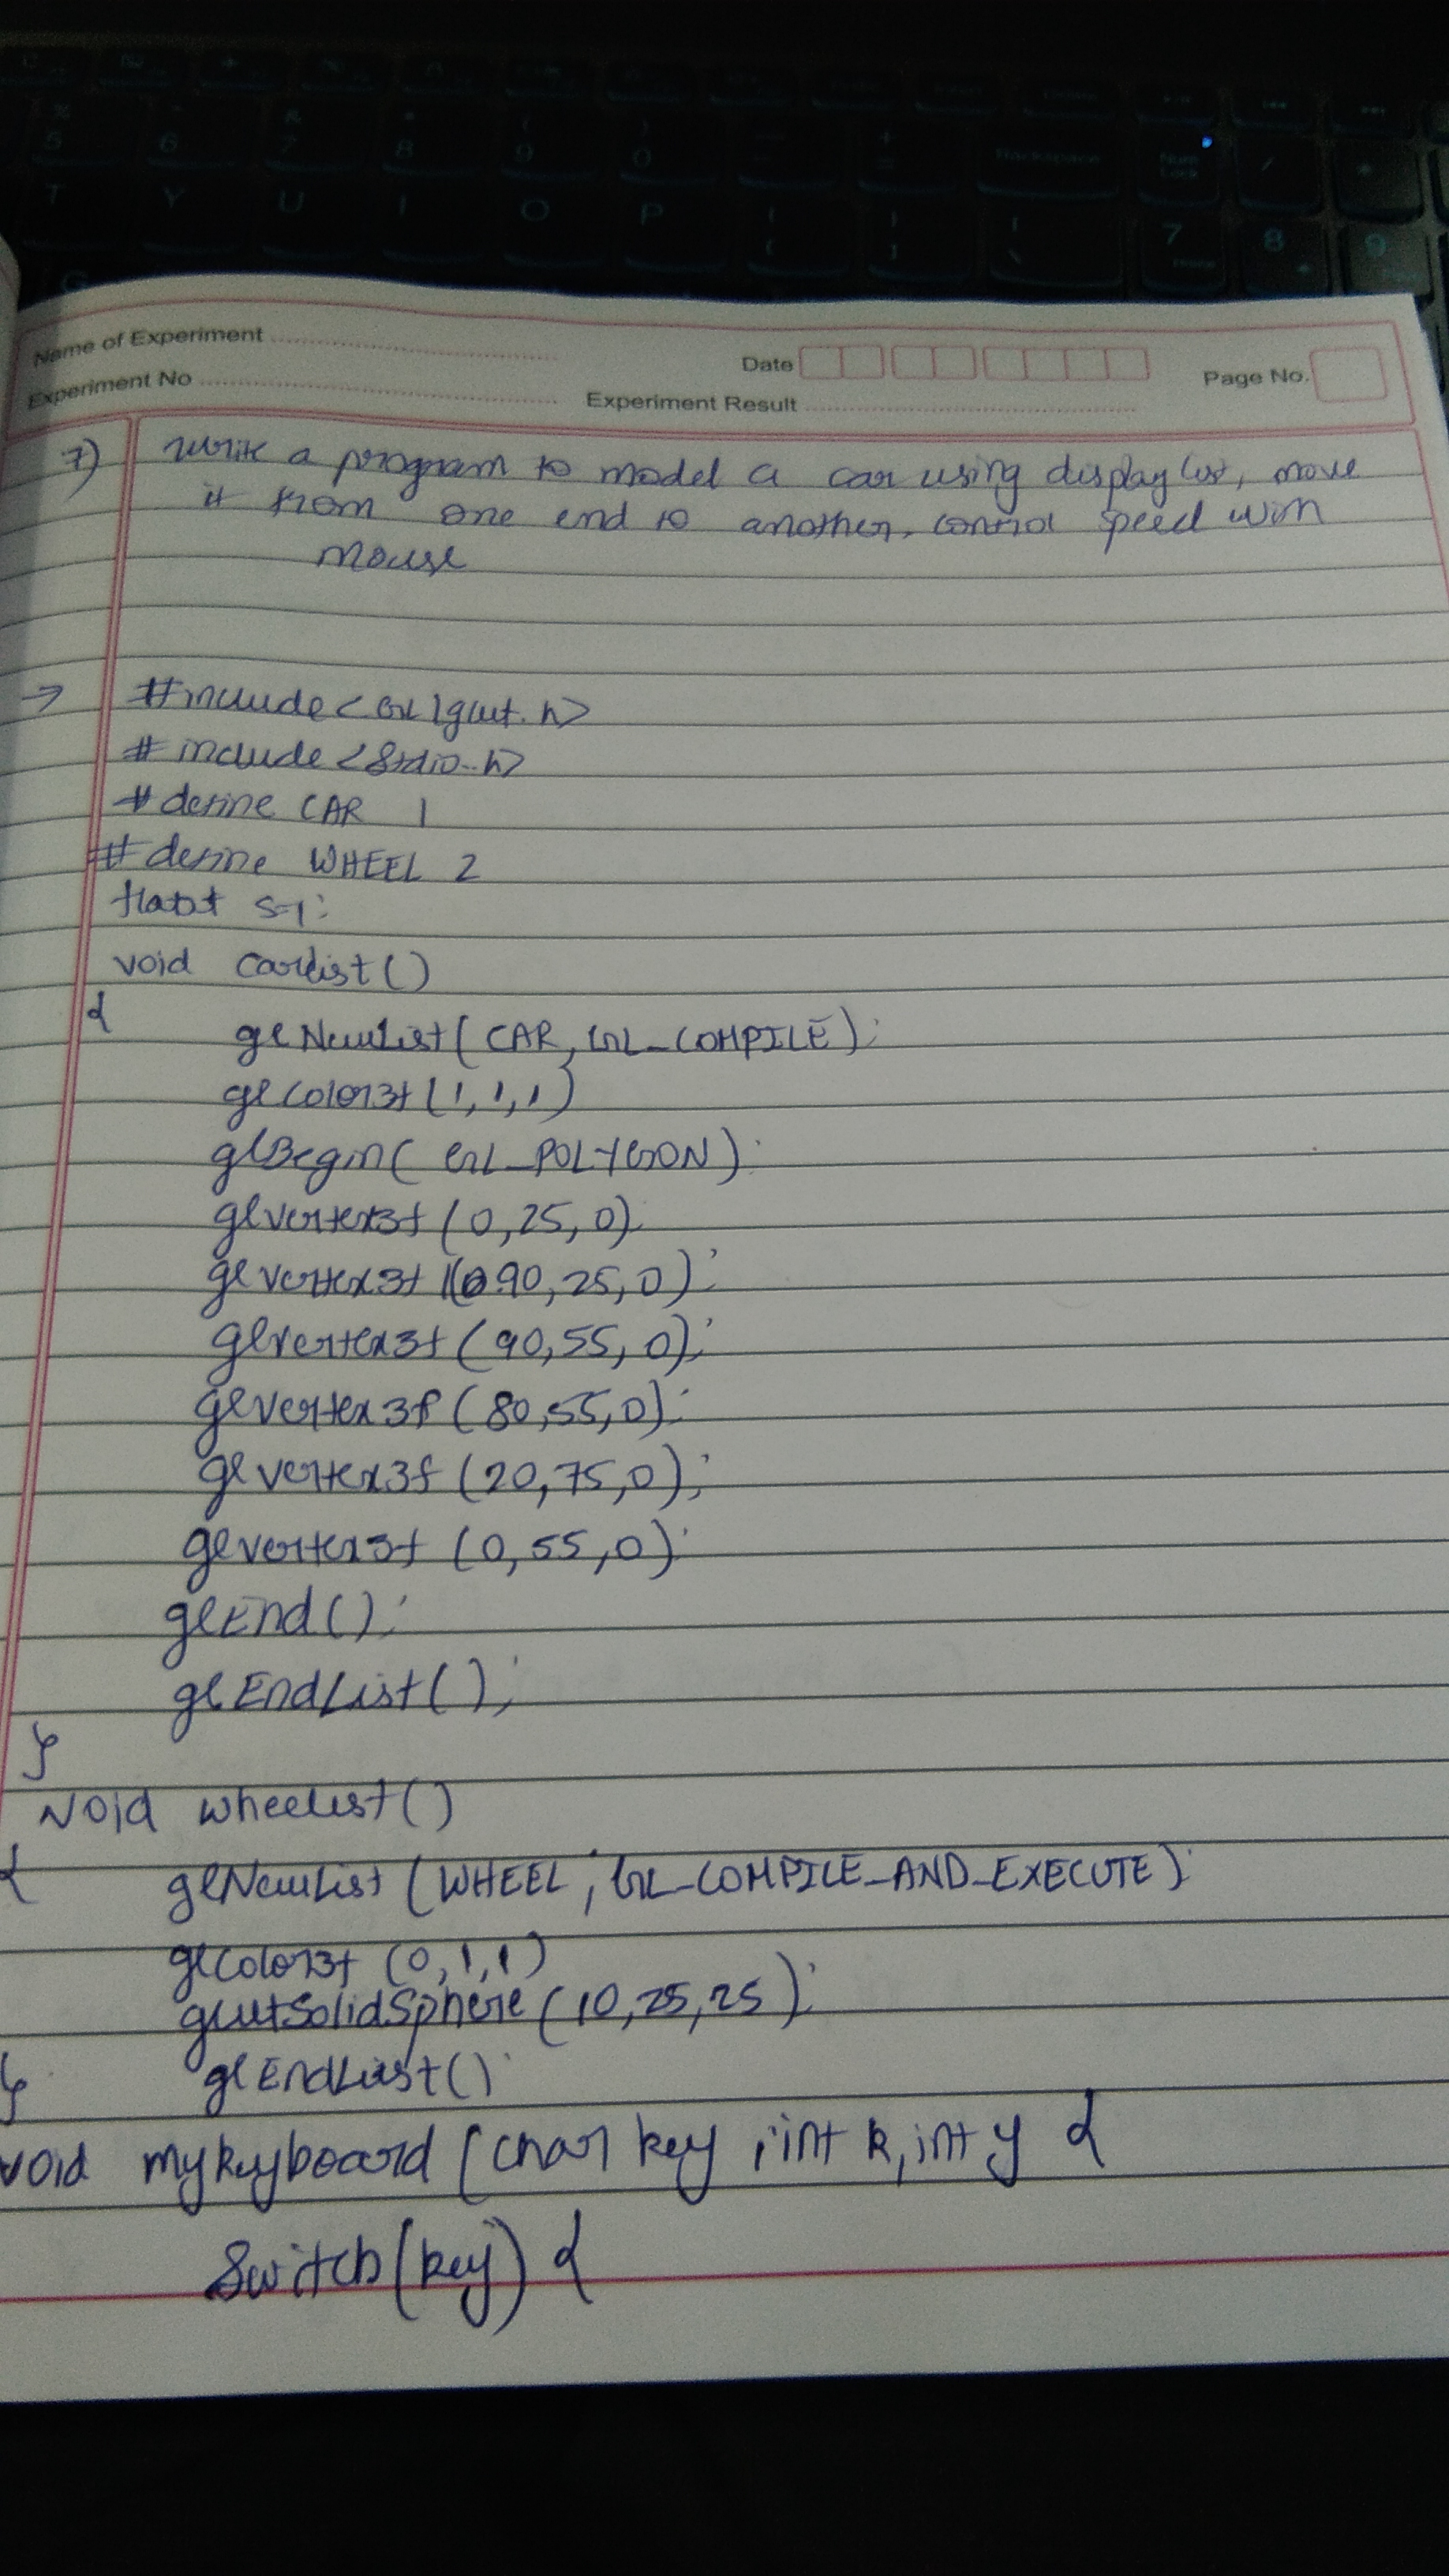 Name of Experiment
Date
Page No.
Experiment No
Experiment Result
7) Write a program to model a car using display list, move
it from one end to another, control speed with
mouse
→ #include<GL/glut.h>
# include<stdio.h>
# define CAR 1
# define WHEEL 2
float s=1;
void carlist()
{
glNewList(CAR, GL_COMPILE);
glColor3f(1,1,1)
glBegin(GL_POLYGON);
glVertex3f(0,25,0)
glVertex3f(90,25,0);
glVertex3f(90,55,0);
glVertex3f(80,55,0);
glVertex3f(20,75,0);
glVertex3f(0,55,0);
glEnd();
glEndList();
}
void wheelist()
{ glNewList(WHEEL, GL_COMPILE_AND_EXECUTE);
glColor3f(0,1,1)
glutSolidSphere(10,25,25);
} glEndList();
void mykeyboard(char key, int k, int y {
switch(key) {